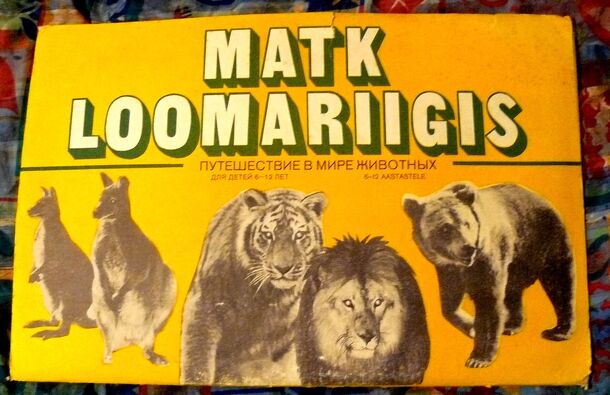 MATK
LOOMARIIGIS
ПУТЕШЕСТВИЕ В МИРЕ ЖИВОТНЫХ
ДЛЯ ДЕТЕЙ 6—12 ЛЕТ 6—12 AASTASTELE